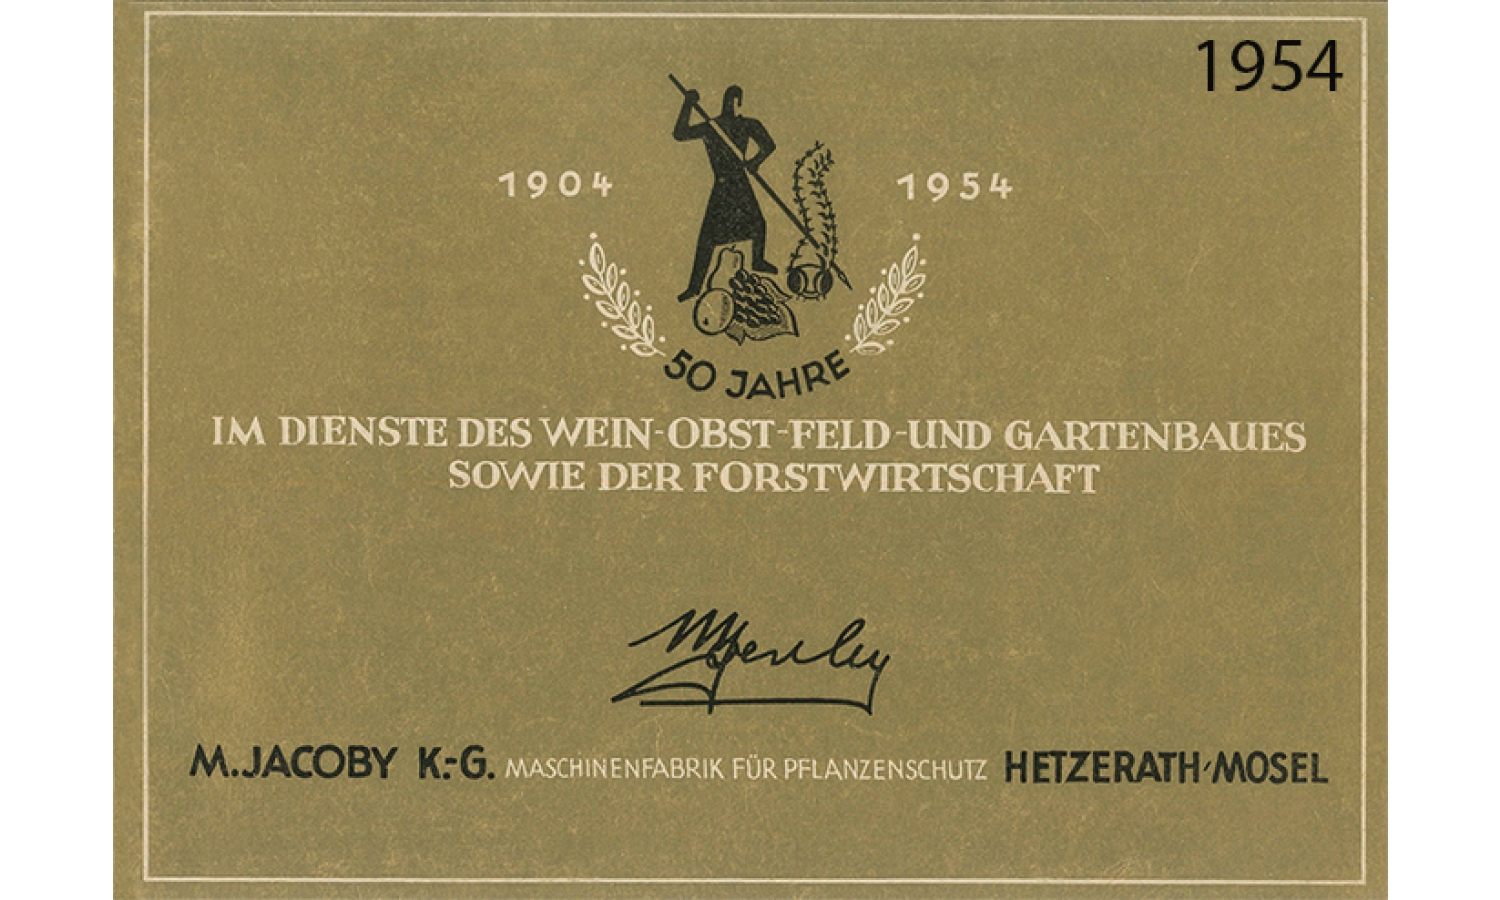 1954
1904
1954
50 JAHRE
IM DIENSTE DES WEIN-OBST-FELD-UND GARTENBAUES
SOWIE DER FORSTWIRTSCHAFT
M. JACOBY K.-G. MASCHINENFABRIK FÜR PFLANZENSCHUTZ HETZERATH-MOSEL